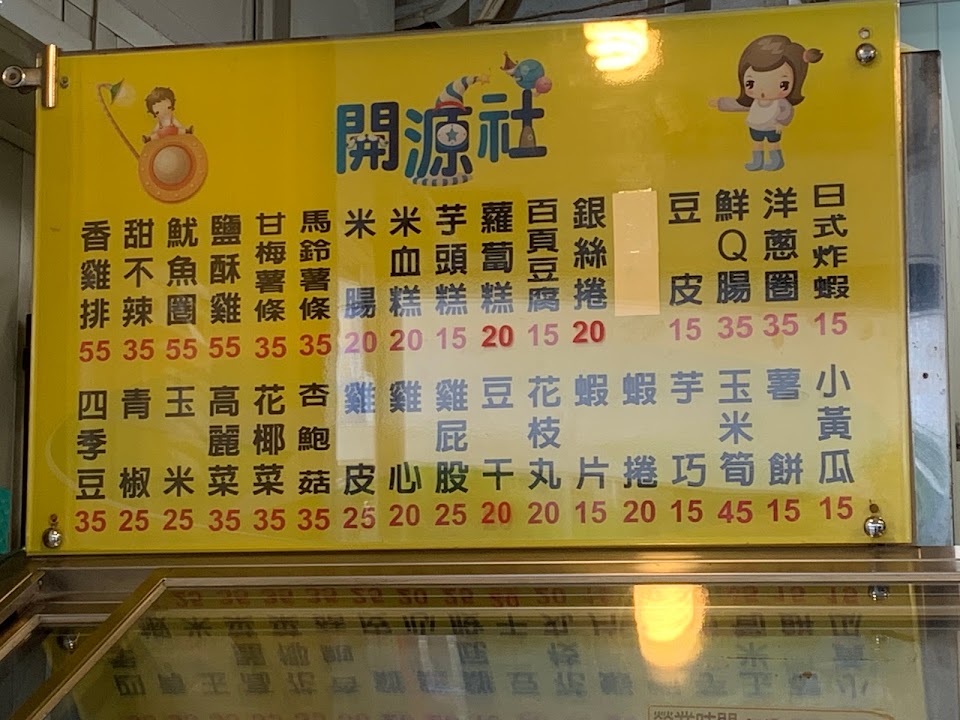 開源社
香雞排 55
甜不辣 35
魷魚圈 55
鹽酥雞 55
甘梅薯條 35
馬鈴薯條 35
米腸 20
米血糕 20
芋頭糕 15
蘿蔔糕 20
百頁豆腐 15
銀絲捲 20
豆皮 15
鮮Q腸 35
洋蔥圈 35
日式炸蝦 15
四季豆 35
青椒 25
玉米 25
高麗菜 35
花椰菜 35
杏鮑菇 35
雞皮 25
雞心 20
雞屁股 25
豆干 20
花枝丸 20
蝦片 15
蝦捲 20
芋巧 15
玉米筍 45
薯餅 15
小黃瓜 15
營業時間：